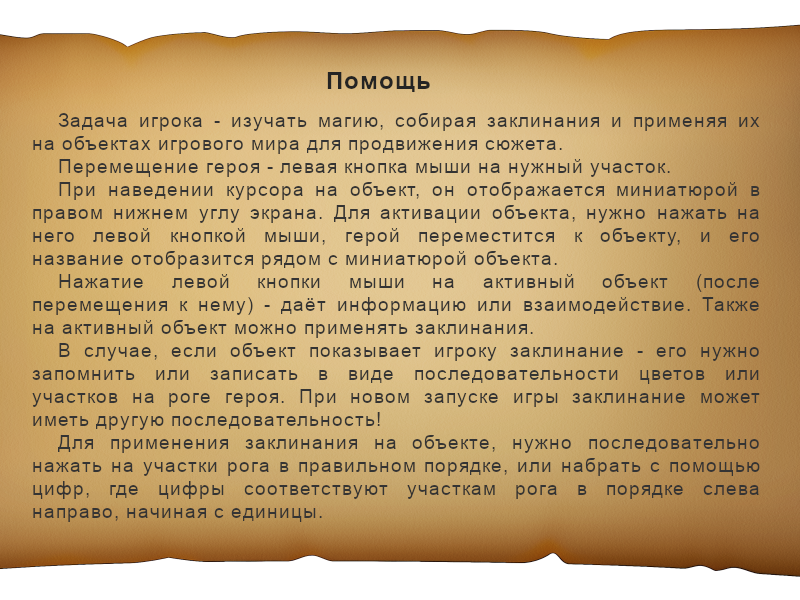 Помощь
Задача игрока - изучать магию, собирая заклинания и применяя их
на объектах игрового мира для продвижения сюжета.
Перемещение героя - левая кнопка мыши на нужный участок.
При наведении курсора на объект, он отображается миниатюрой в
правом нижнем углу экрана. Для активации объекта, нужно нажать на
него левой кнопкой мыши, герой переместится к объекту, и его
название отобразится рядом с миниатюрой объекта.
Нажатие левой кнопки мыши на активный объект (после
перемещения к нему) - даёт информацию или взаимодействие. Также
на активный объект можно применять заклинания.
В случае, если объект показывает игроку заклинание - его нужно
запомнить или записать в виде последовательности цветов или
участков на роге героя. При новом запуске игры заклинание может
иметь другую последовательность!
Для применения заклинания на объекте, нужно последовательно
нажать на участки рога в правильном порядке, или набрать с помощью
цифр, где цифры соответствуют участкам рога в порядке слева
направо, начиная с единицы.